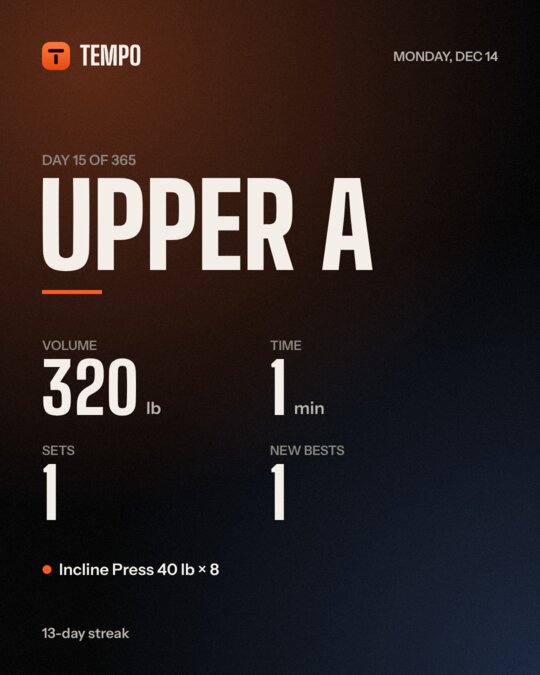 TEMPO
MONDAY, DEC 14
DAY 15 OF 365
UPPER A
VOLUME
320 lb
TIME
1 min
SETS
1
NEW BESTS
1
Incline Press 40 lb × 8
13-day streak